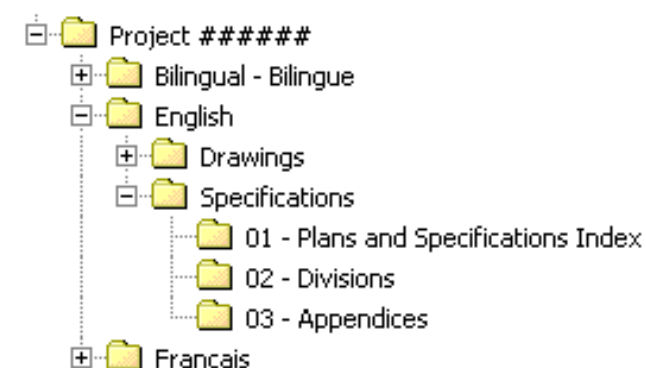 Project ######
Bilingual - Bilingue
English
Drawings
Specifications
01 - Plans and Specifications Index
02 - Divisions
03 - Appendices
Francais